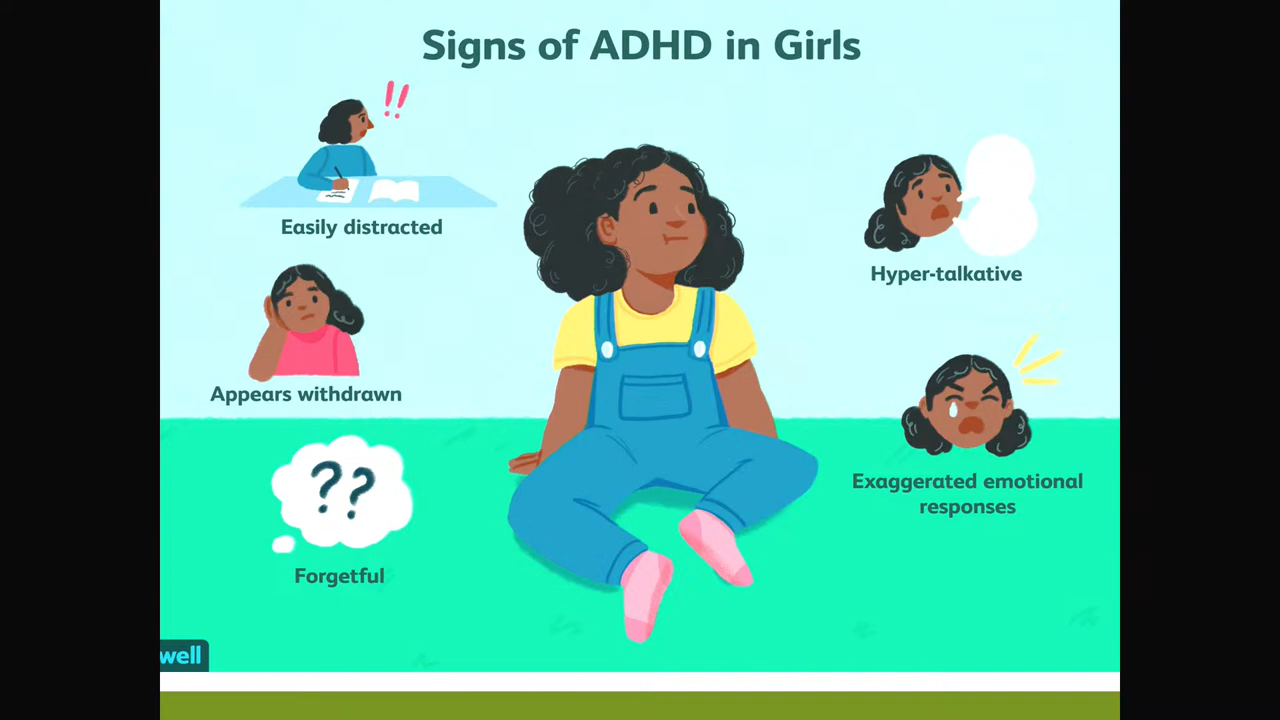 Signs of ADHD in Girls
!!
Easily distracted
Hyper-talkative
Appears withdrawn
Exaggerated emotional
responses
??
Forgetful
well